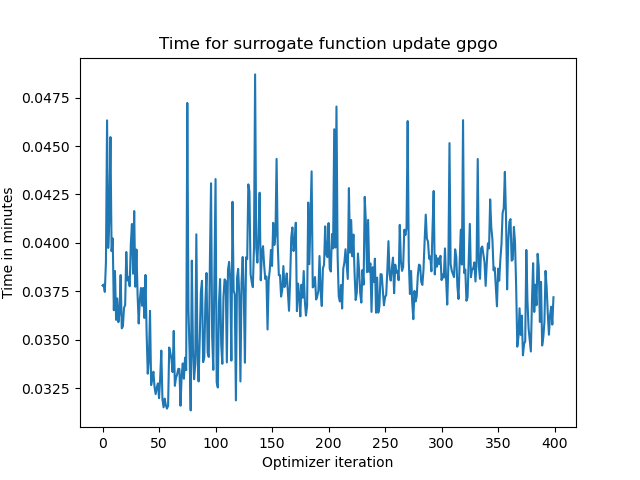 Time for surrogate function update gpgo
Time in minutes
0.0475
0.0450
0.0425
0.0400
0.0375
0.0350
0.0325
0 50 100 150 200 250 300 350 400
Optimizer iteration